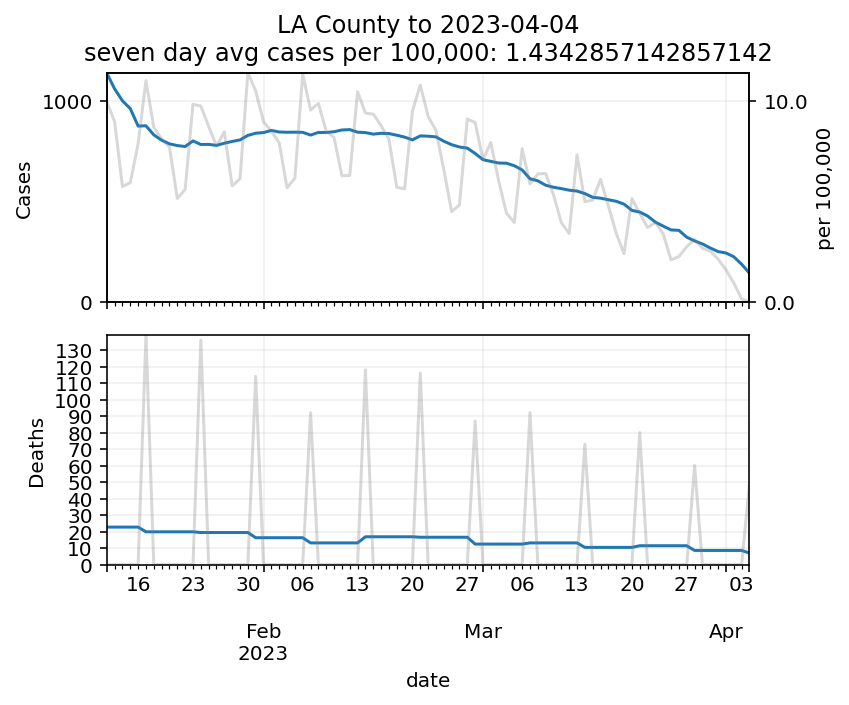 LA County to 2023-04-04
seven day avg cases per 100,000: 1.4342857142857142
1000
0
Cases
10.0
0.0
per 100,000
130
120
110
100
90
80
70
60
50
40
30
20
10
0
Deaths
16 23 30 06 13 20 27 06 13 20 27 03
Feb Mar Apr
2023
date